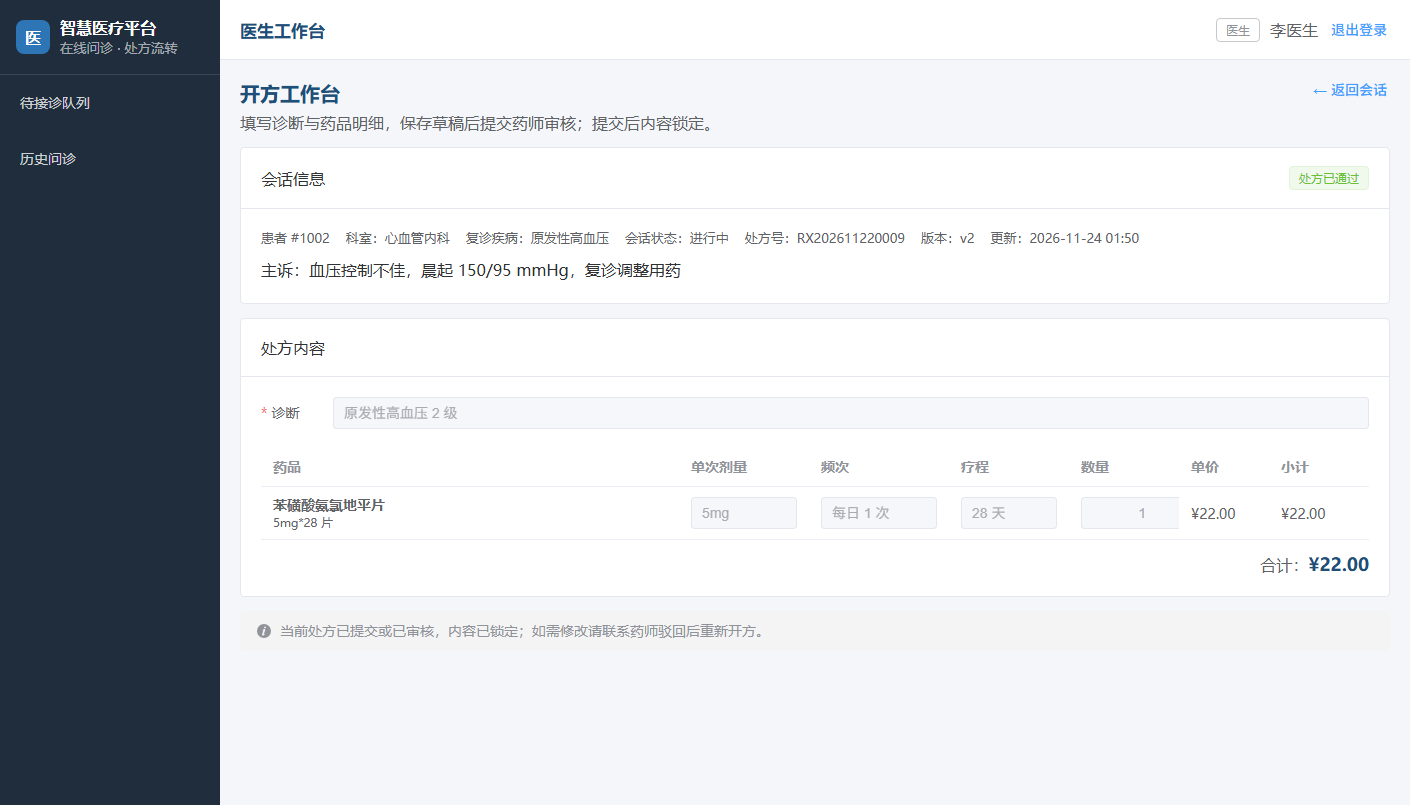 医
智慧医疗平台
在线问诊 · 处方流转
待接诊队列
历史问诊
医生工作台
医生 李医生 退出登录
开方工作台
← 返回会话
填写诊断与药品明细，保存草稿后提交药师审核；提交后内容锁定。
会话信息 处方已通过
患者 #1002 科室：心血管内科 复诊疾病：原发性高血压 会话状态：进行中 处方号：RX202611220009 版本：v2 更新：2026-11-24 01:50
主诉：血压控制不佳，晨起 150/95 mmHg，复诊调整用药
处方内容
* 诊断 原发性高血压 2 级
药品 单次剂量 频次 疗程 数量 单价 小计
苯磺酸氨氯地平片
5mg*28 片
5mg 每日 1 次 28 天 1 ¥22.00 ¥22.00
合计：¥22.00
当前处方已提交或已审核，内容已锁定；如需修改请联系药师驳回后重新开方。